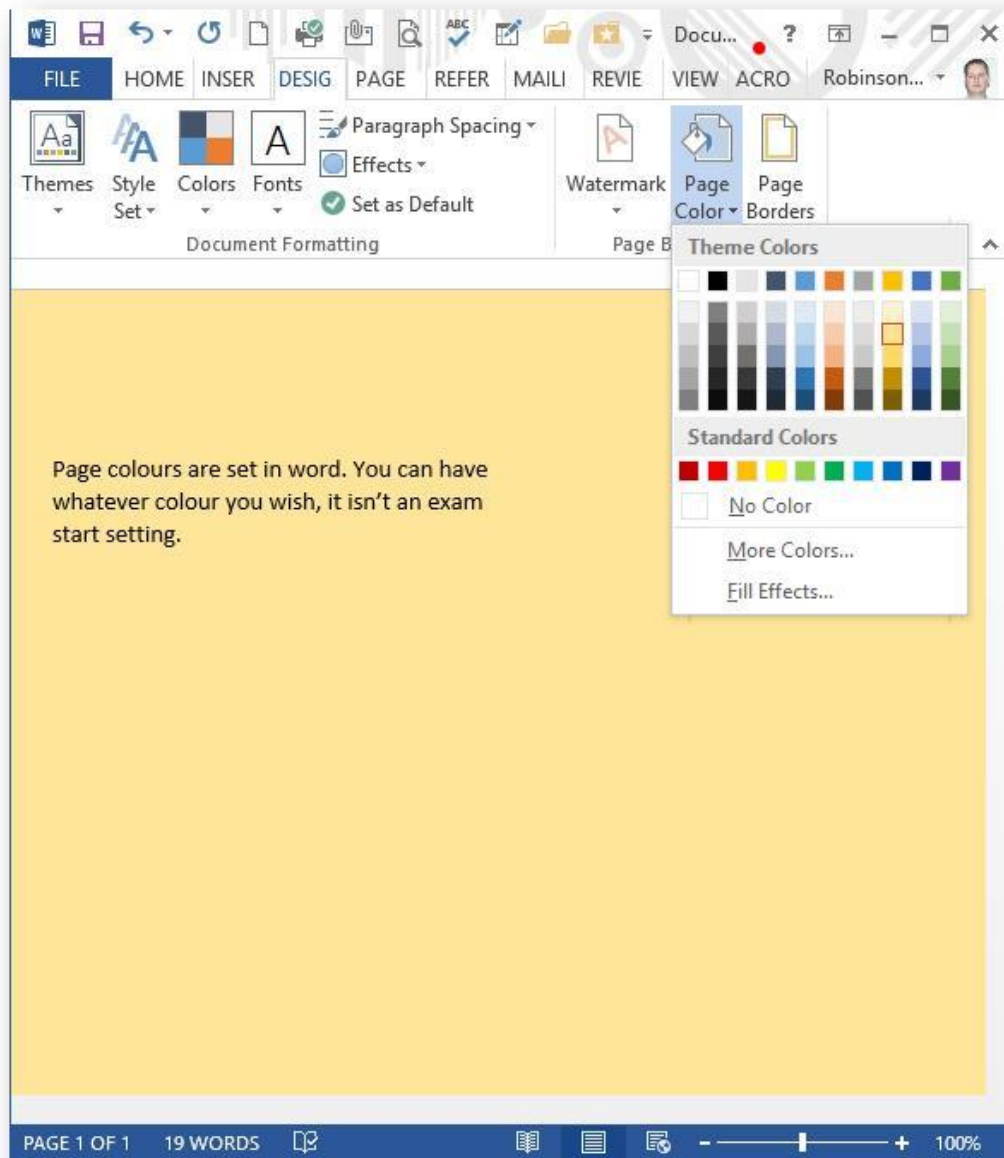 ABC
Docu... ?
FILE HOME INSER DESIG PAGE REFER MAILI REVIE VIEW ACRO Robinson...
Aa A
Paragraph Spacing
Effects
Set as Default
Themes Style Set Colors Fonts
Watermark Page Color Page Borders
Document Formatting Page B
Theme Colors
Standard Colors
No Color
More Colors...
Fill Effects...
Page colours are set in word. You can have
whatever colour you wish, it isn't an exam
start setting.
PAGE 1 OF 1 19 WORDS 100%